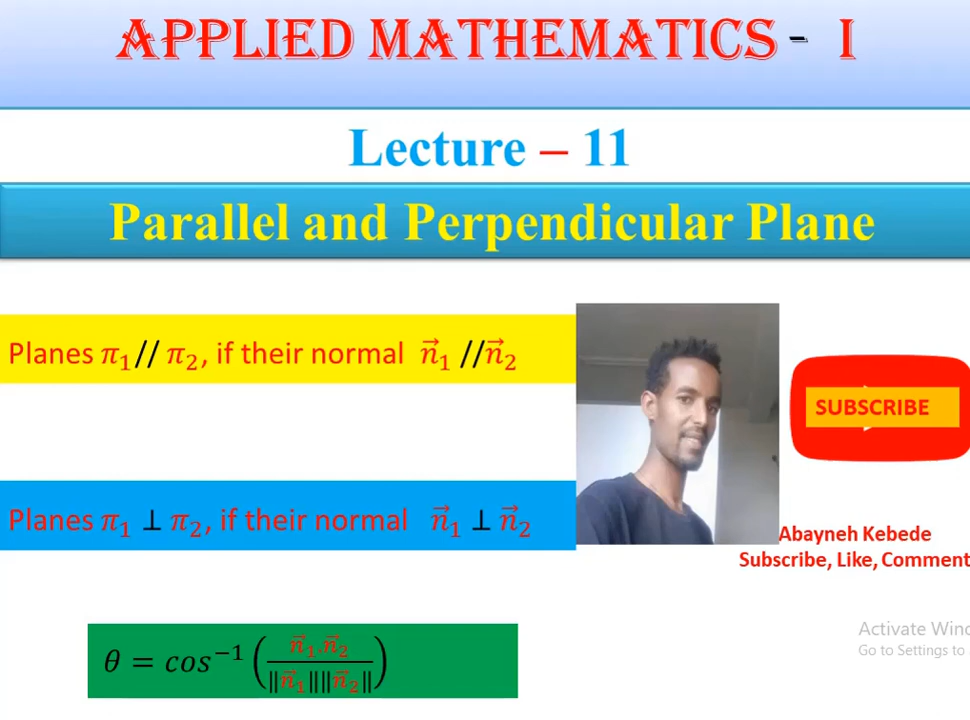 APPLIED MATHEMATICS - I
Lecture – 11
Parallel and Perpendicular Plane
Planes π₁// π₂, if their normal n⃗₁ //n⃗₂
SUBSCRIBE
Planes π₁ ⊥ π₂, if their normal n⃗₁ ⊥ n⃗₂
Abayneh Kebede
Subscribe, Like, Comment
θ = cos⁻¹ (n⃗₁.n⃗₂ / ‖n⃗₁‖‖n⃗₂‖)
Activate Wind
Go to Settings to